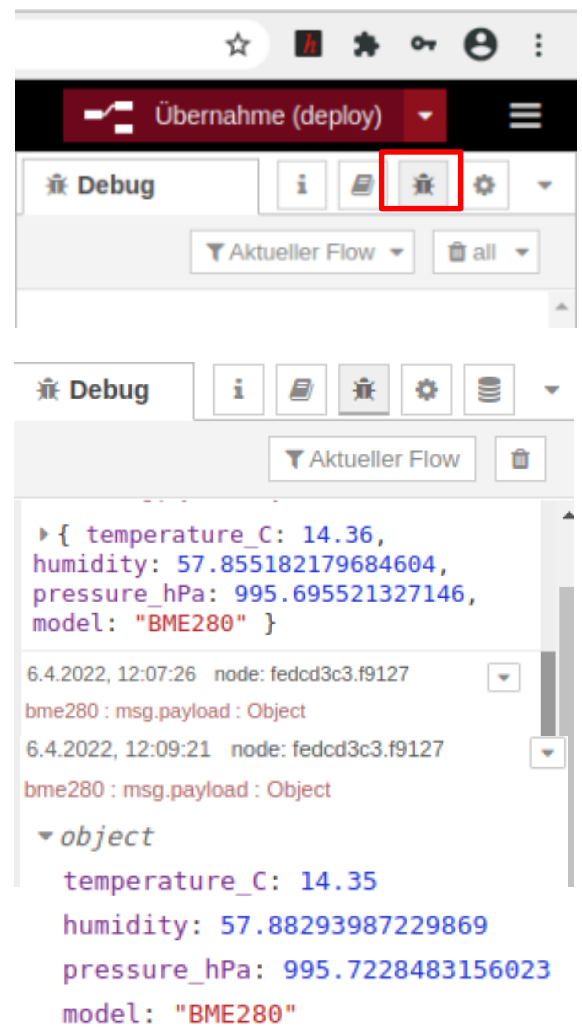 h
Übernahme (deploy)
Debug
i
Aktueller Flow
all
Debug
i
Aktueller Flow
{ temperature_C: 14.36,
humidity: 57.855182179684604,
pressure_hPa: 995.695521327146,
model: "BME280" }
6.4.2022, 12:07:26 node: fedcd3c3.f9127
bme280 : msg.payload : Object
6.4.2022, 12:09:21 node: fedcd3c3.f9127
bme280 : msg.payload : Object
object
temperature_C: 14.35
humidity: 57.88293987229869
pressure_hPa: 995.7228483156023
model: "BME280"